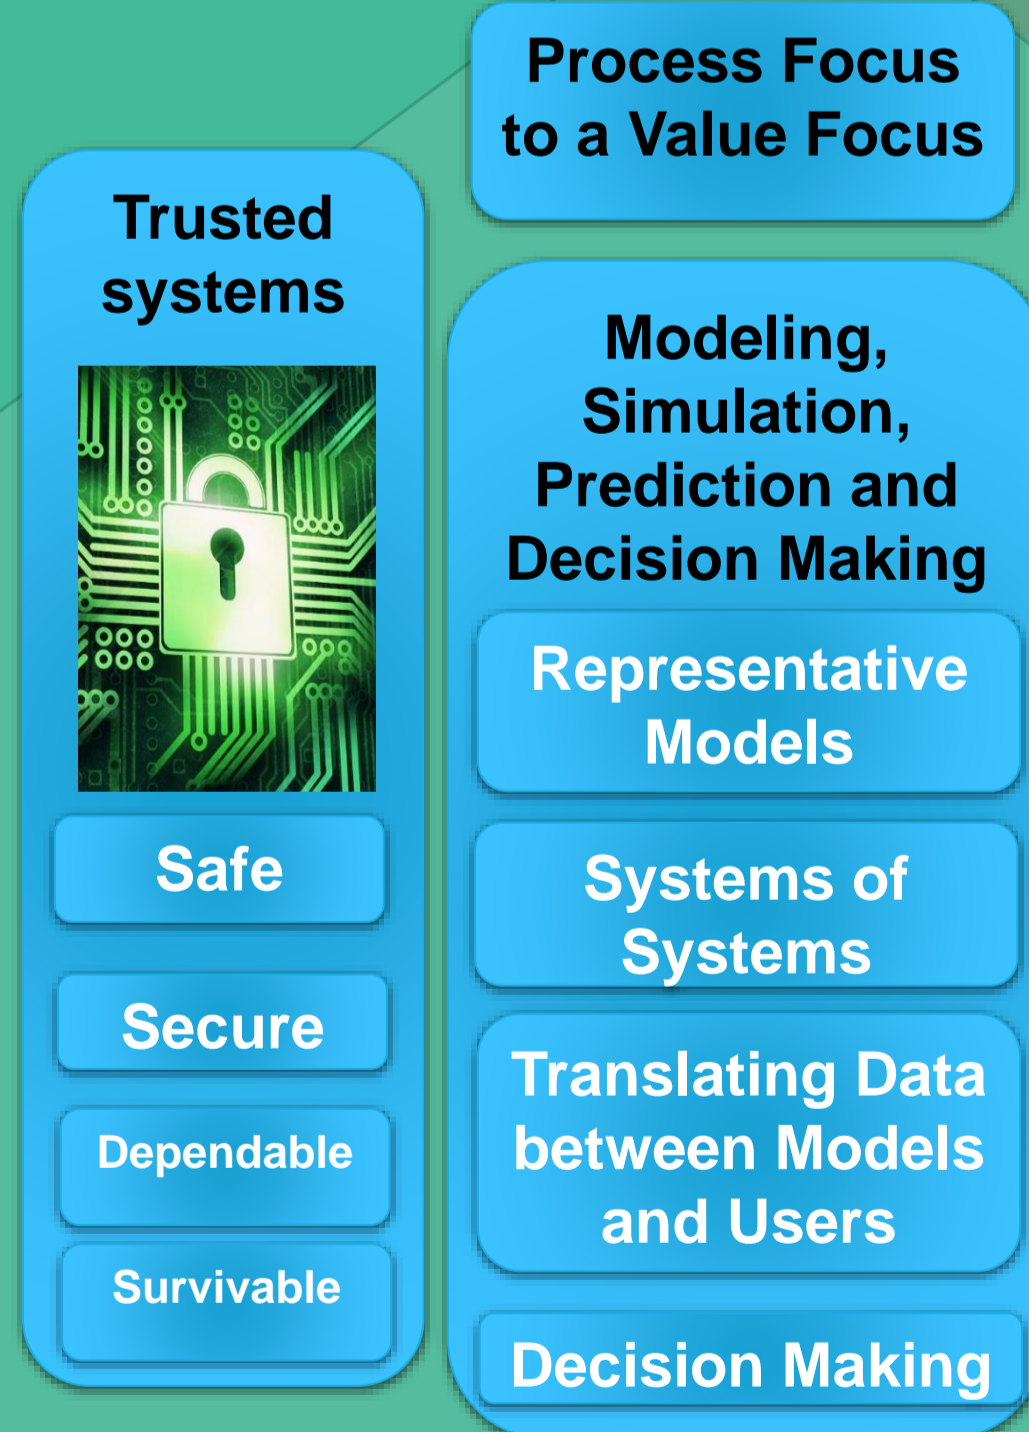 Process Focus
to a Value Focus
Trusted
systems
Safe
Secure
Dependable
Survivable
Modeling,
Simulation,
Prediction and
Decision Making
Representative
Models
Systems of
Systems
Translating Data
between Models
and Users
Decision Making